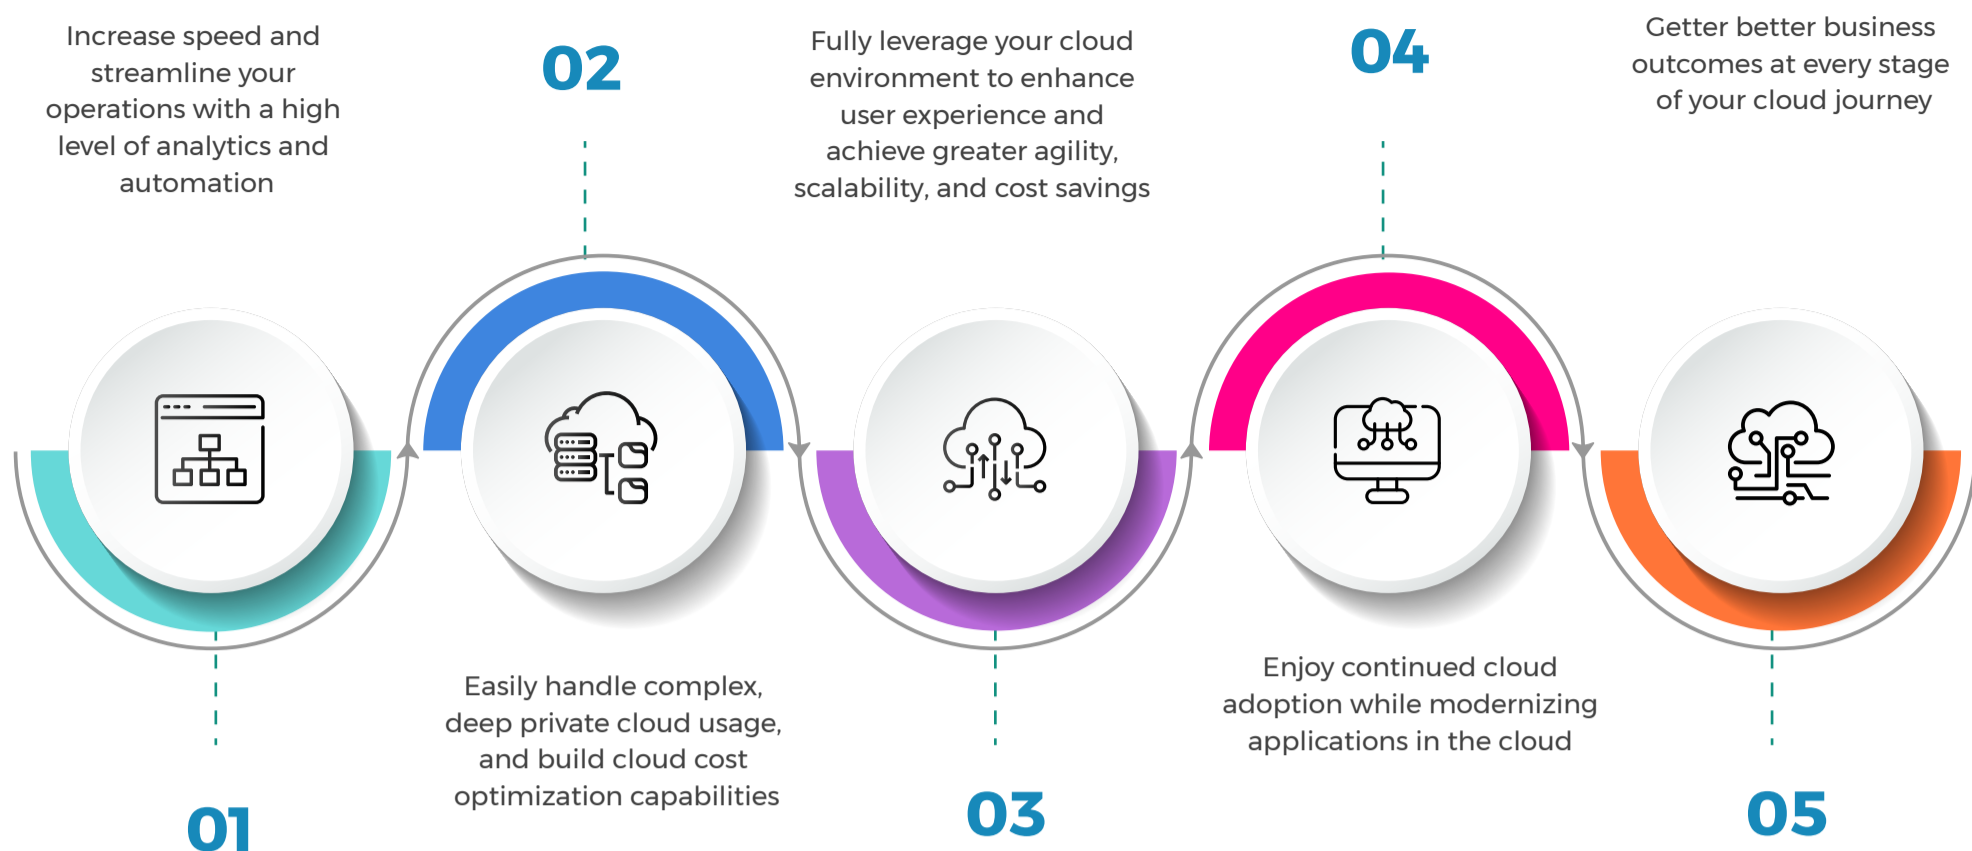 Increase speed and
streamline your
operations with a high
level of analytics and
automation
01
02
Easily handle complex,
deep private cloud usage,
and build cloud cost
optimization capabilities
Fully leverage your cloud
environment to enhance
user experience and
achieve greater agility,
scalability, and cost savings
03
04
Enjoy continued cloud
adoption while modernizing
applications in the cloud
Getter better business
outcomes at every stage
of your cloud journey
05